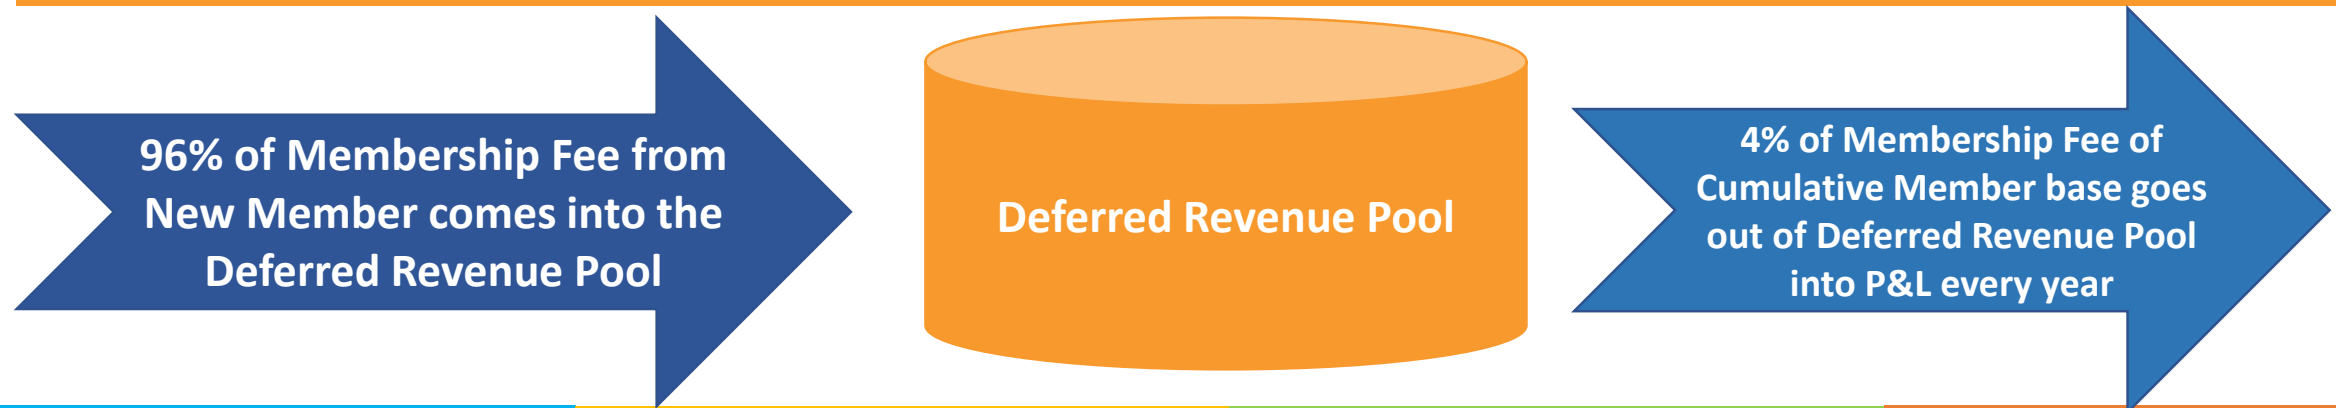 96% of Membership Fee from
New Member comes into the
Deferred Revenue Pool
Deferred Revenue Pool
4% of Membership Fee of
Cumulative Member base goes
out of Deferred Revenue Pool
into P&L every year